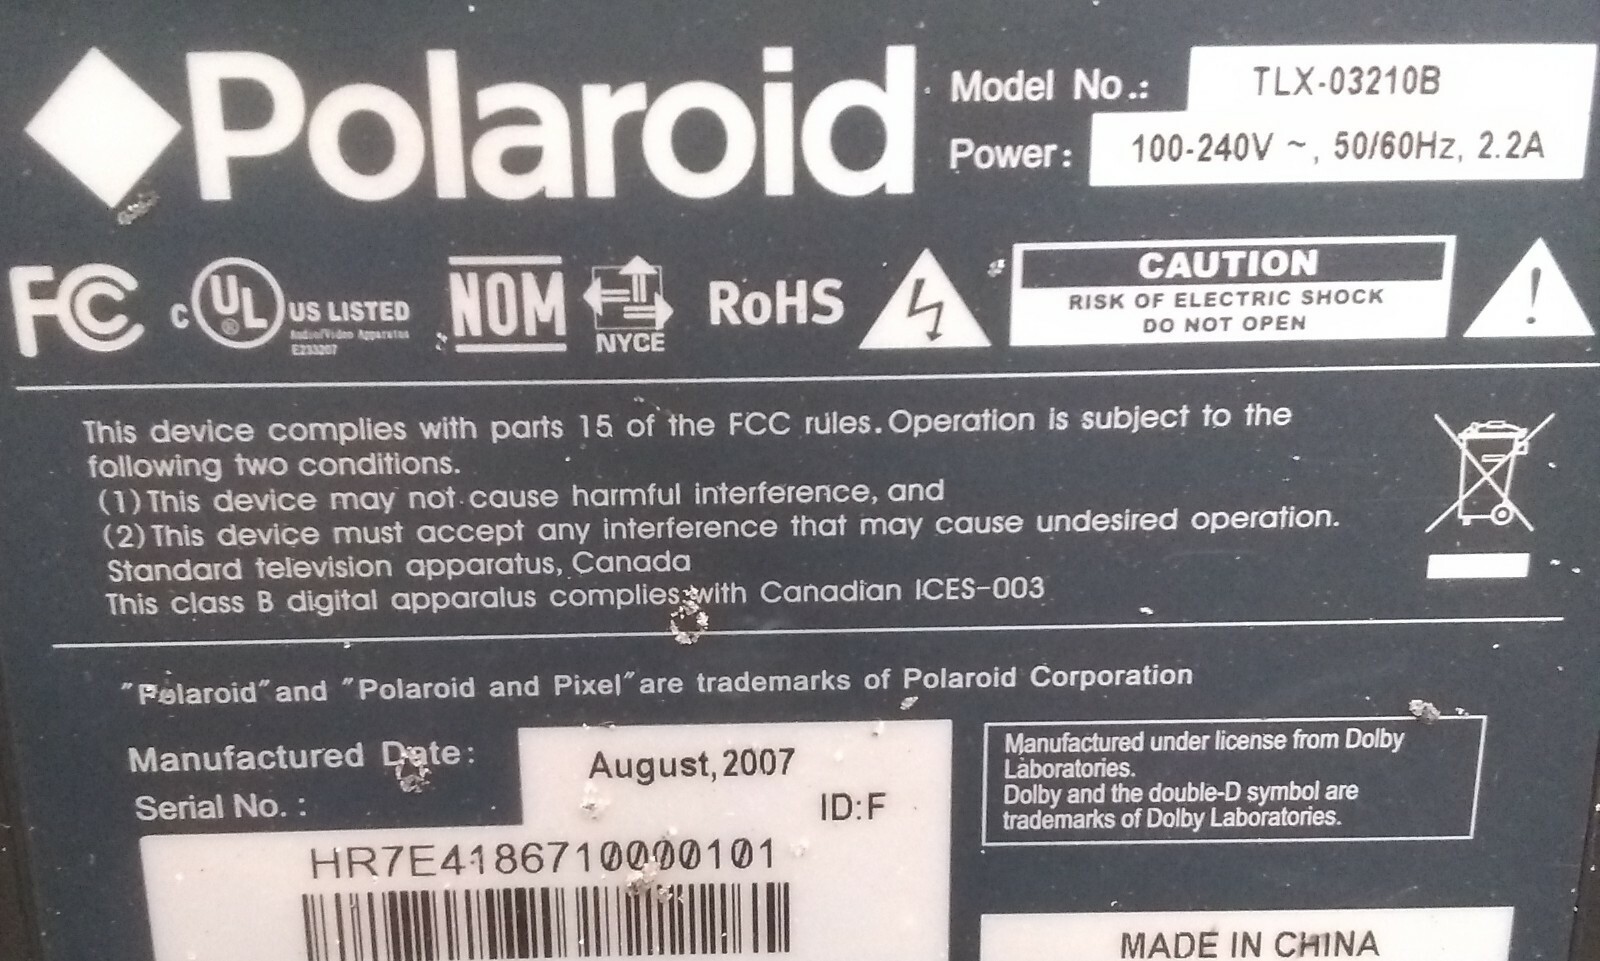 Polaroid
Model No.: TLX-03210B
Power: 100-240V ~, 50/60Hz, 2.2A
FC
C UL ® US LISTED
Audio/Video Apparatus
E233207
NOM
NYCE
RoHS
CAUTION
RISK OF ELECTRIC SHOCK
DO NOT OPEN
!
This device complies with parts 15 of the FCC rules. Operation is subject to the
following two conditions.
(1) This device may not cause harmful interference, and
(2) This device must accept any interference that may cause undesired operation.
Standard television apparatus, Canada
This class B digital apparalus complies with Canadian ICES-003
"Polaroid" and "Polaroid and Pixel" are trademarks of Polaroid Corporation
Manufactured Date: August, 2007
Serial No. :
ID:F
HR7E4186710000101
Manufactured under license from Dolby
Laboratories.
Dolby and the double-D symbol are
trademarks of Dolby Laboratories.
MADE IN CHINA